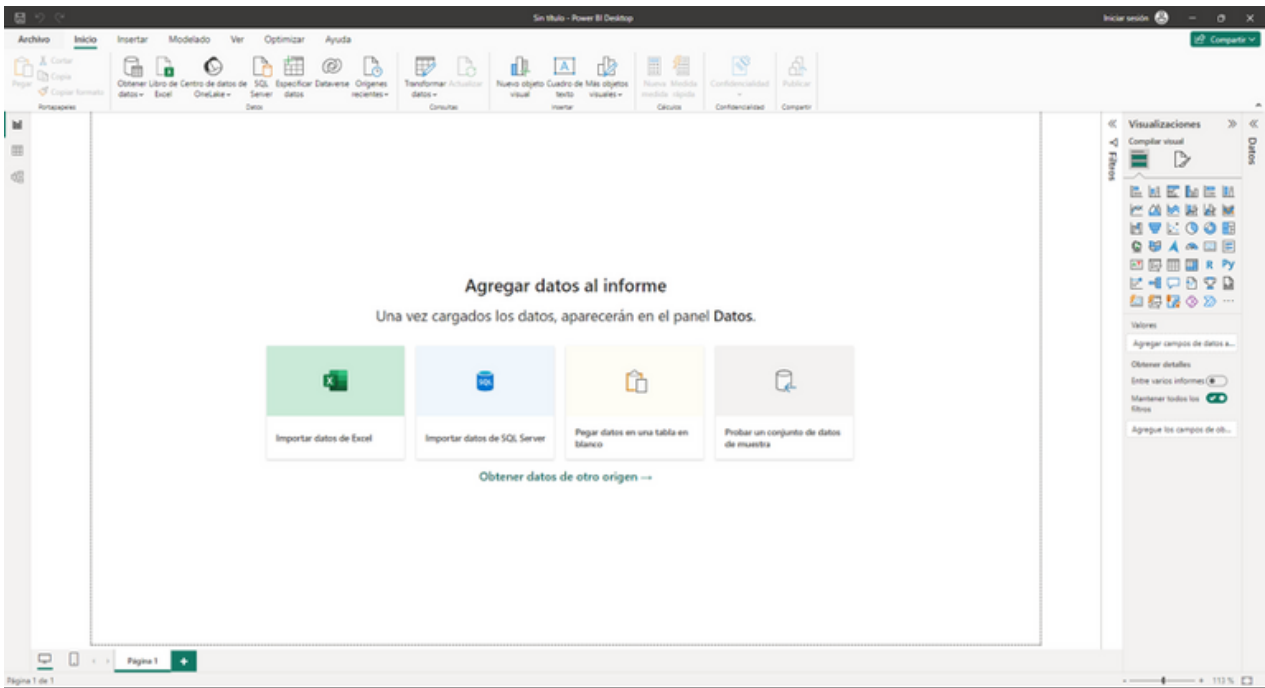 Sin título - Power BI Desktop
Iniciar sesión
Archivo Inicio Insertar Modelado Ver Optimizar Ayuda
Compartir
Pegar
Cortar
Copia
Copiar formato
Portapapeles
Obtener datos
Libro de Excel
Centro de datos de OneLake
SQL Server
Especificar datos
Dataverse
Orígenes recientes
Datos
Transformar datos
Actualizar
Consultas
Nuevo objeto visual
Cuadro de texto
Más objetos visuales
Insertar
Nueva medida
Medida rápida
Cálculos
Confidencialidad
Confidencialidad
Publicar
Compartir
Agregar datos al informe
Una vez cargados los datos, aparecerán en el panel Datos.
X
SQL
Importar datos de Excel
Importar datos de SQL Server
Pegar datos en una tabla en
blanco
Probar un conjunto de datos
de muestra
Obtener datos de otro origen →
Filtros
Visualizaciones
Compilar visual
R Py
Valores
Agregar campos de datos a...
Obtener detalles
Entre varios informes
Mantener todos los
filtros
Agregue los campos de ob...
Datos
Página 1
+
Página 1 de 1
- + 113 %